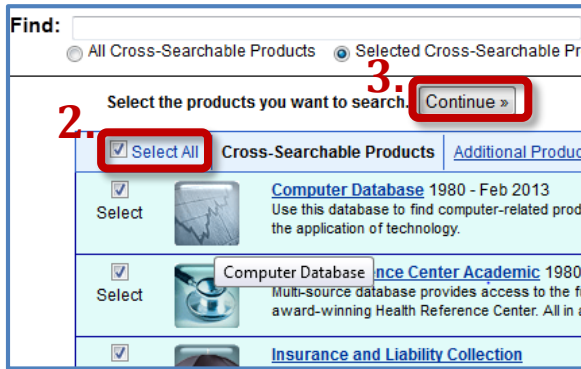 Find:
All Cross-Searchable Products Selected Cross-Searchable Pr
3.
Select the products you want to search. Continue »
2.
Select All Cross-Searchable Products Additional Produc
Select
Computer Database 1980 - Feb 2013
Use this database to find computer-related prod
the application of technology.
Computer Database
Select
ence Center Academic 1980
Multi-source database provides access to the f
award-winning Health Reference Center. All in a
Insurance and Liability Collection